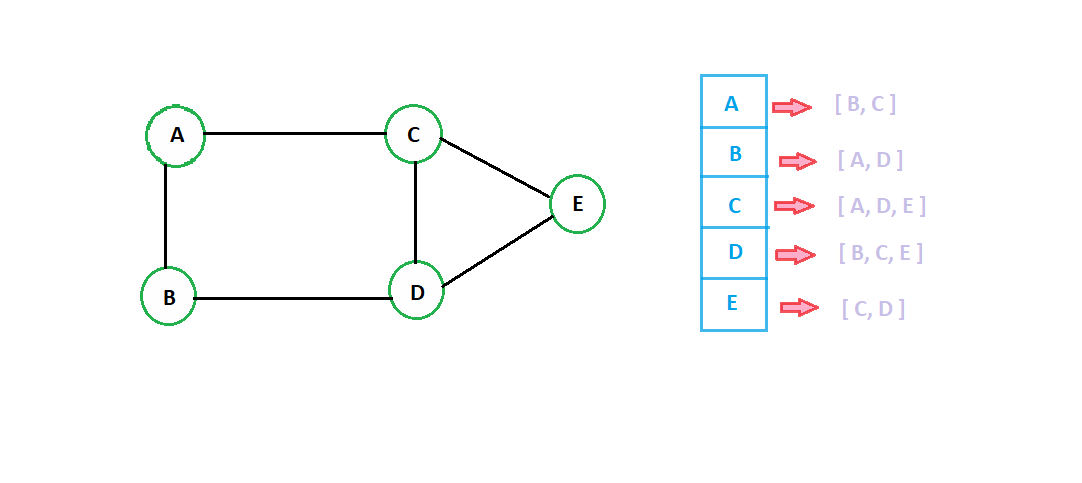 A
C
E
B
D
A [ B, C ]
B [ A, D ]
C [ A, D, E ]
D [ B, C, E ]
E [ C, D ]